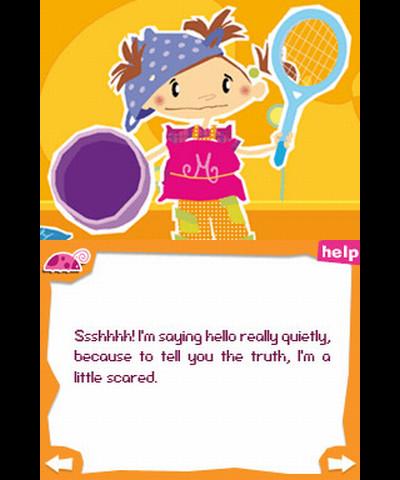 M
help
Ssshhhh! I'm saying hello really quietly,
because to tell you the truth, I'm a
little scared.